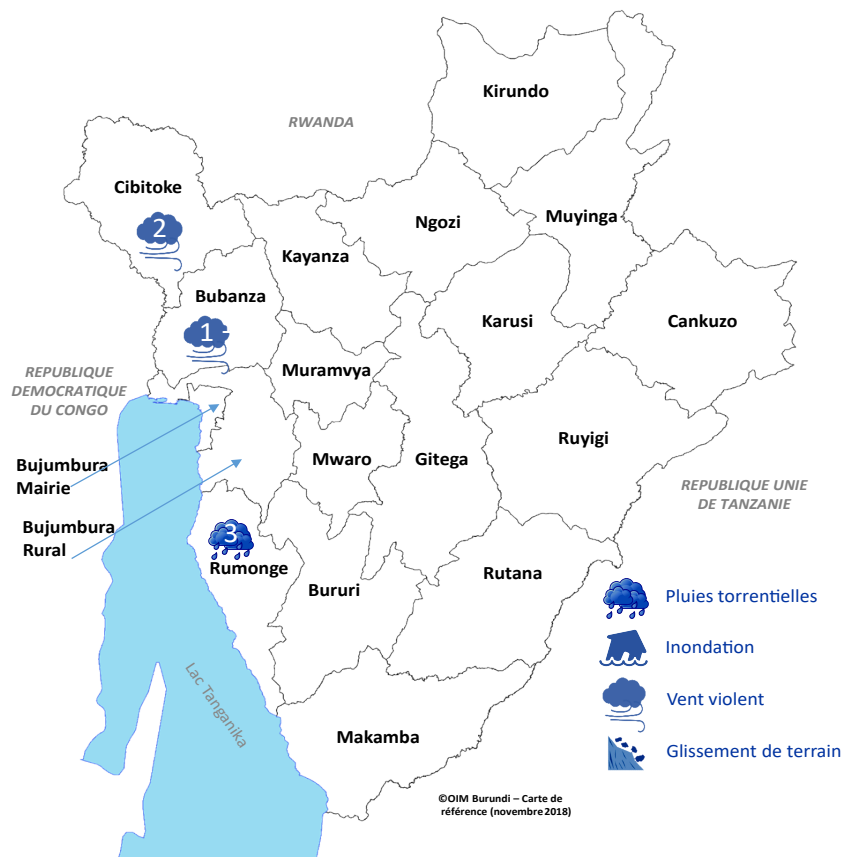 Kirundo
RWANDA
Cibitoke
2
Ngozi
Muyinga
Kayanza
Bubanza
1
Karusi
Cankuzo
REPUBLIQUE
DEMOCRATIQUE
DU CONGO
Muramvya
Ruyigi
Bujumbura
Mairie
Mwaro
Gitega
REPUBLIQUE UNIE
DE TANZANIE
Bujumbura
Rural
3
Rumonge
Bururi
Rutana
Pluies torrentielles
Inondation
Vent violent
Glissement de terrain
Lac Tanganika
Makamba
©OIM Burundi – Carte de
référence (novembre 2018)